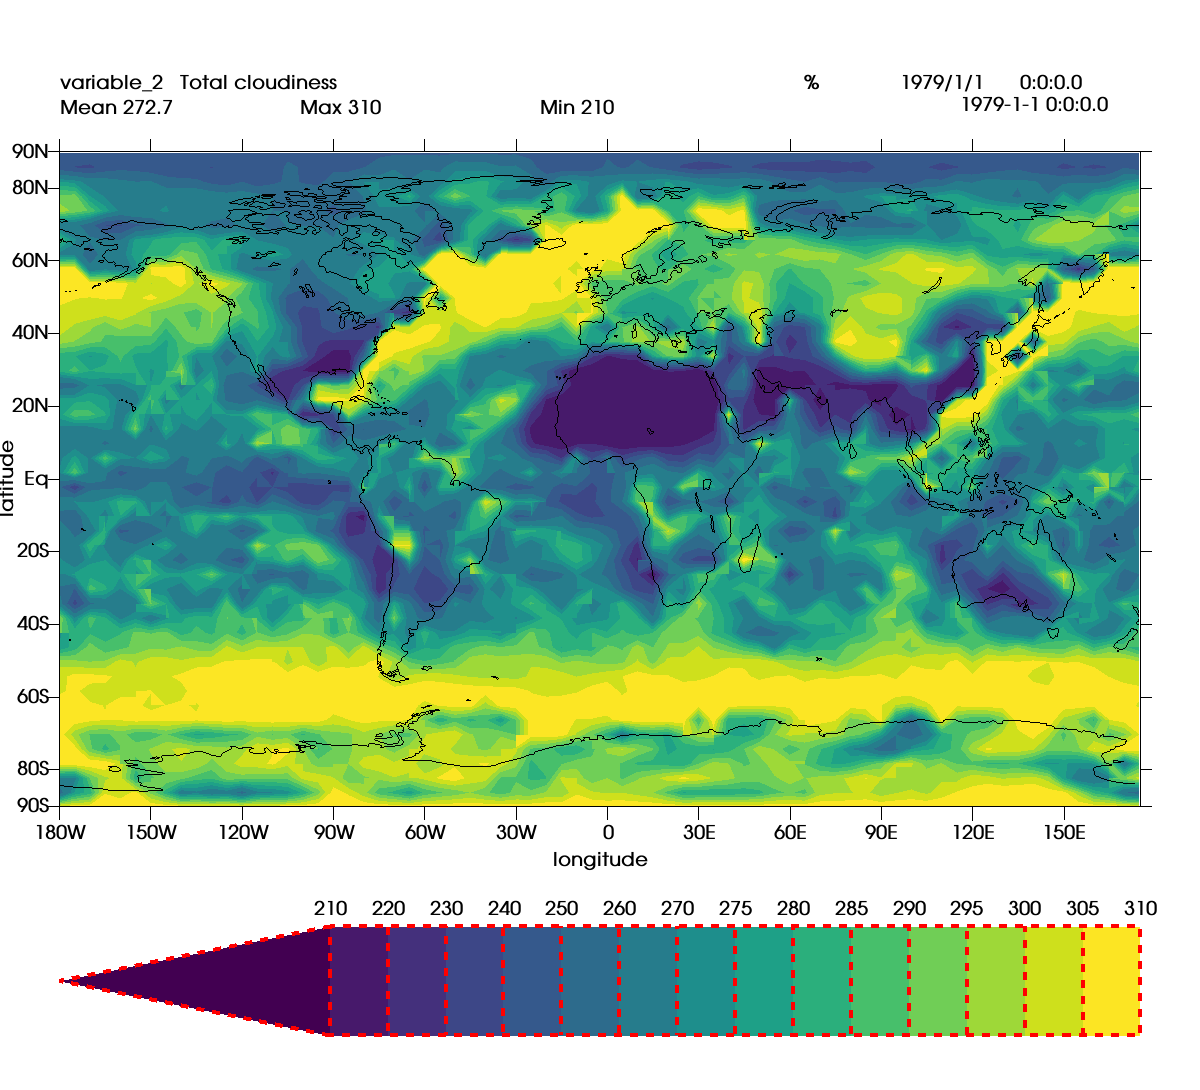 variable_2 Total cloudiness % 1979/1/1 0:0:0.0
Mean 272.7 Max 310 Min 210 1979-1-1 0:0:0.0
90N
80N
60N
40N
20N
Eq
20S
40S
60S
80S
90S
latitude
180W 150W 120W 90W 60W 30W 0 30E 60E 90E 120E 150E
longitude
210 220 230 240 250 260 270 275 280 285 290 295 300 305 310